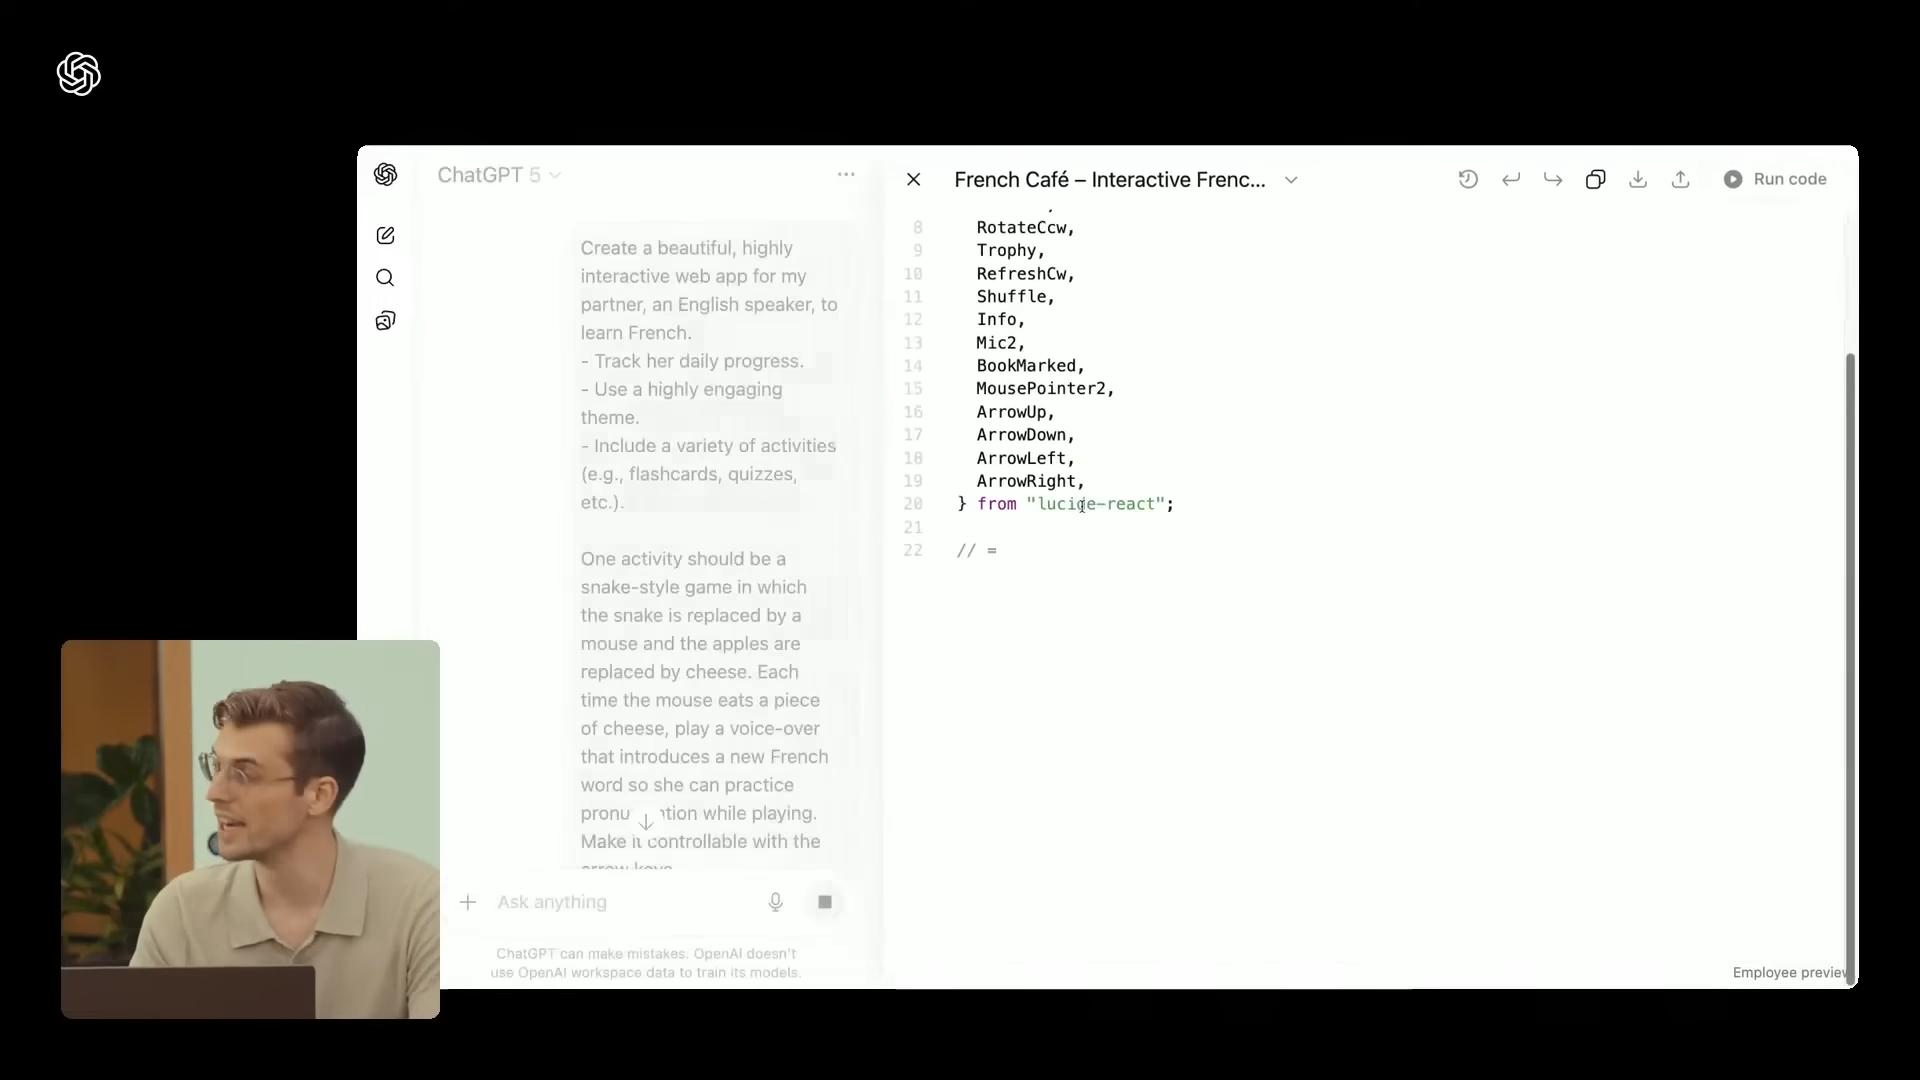 ChatGPT 5
Create a beautiful, highly
interactive web app for my
partner, an English speaker, to
learn French.
- Track her daily progress.
- Use a highly engaging
theme.
- Include a variety of activities
(e.g., flashcards, quizzes,
etc.).
One activity should be a
snake-style game in which
the snake is replaced by a
mouse and the apples are
replaced by cheese. Each
time the mouse eats a piece
of cheese, play a voice-over
that introduces a new French
word so she can practice
while playing.
Make it controllable with the
arrow keys
Ask anything
ChatGPT can make mistakes. OpenAI doesn't
use OpenAI workspace data to train its models.
French Café – Interactive Frenc...
Run code
8 RotateCcw,
9 Trophy,
10 RefreshCw,
11 Shuffle,
12 Info,
13 Mic2,
14 BookMarked,
15 MousePointer2,
16 ArrowUp,
17 ArrowDown,
18 ArrowLeft,
19 ArrowRight,
20 } from "lucide-react";
21
22 // =
Employee preview